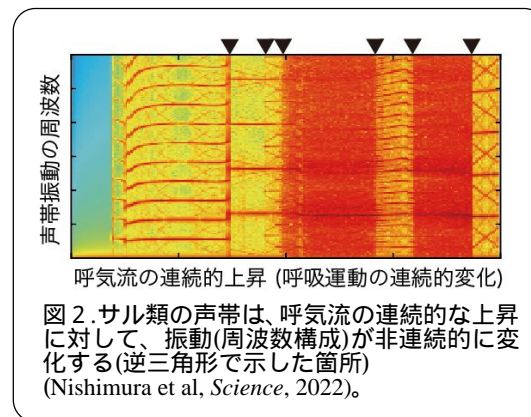 声帯振動の周波数
呼気流の連続的上昇 (呼吸運動の連続的変化)
図２.サル類の声帯は、呼気流の連続的な上昇
に対して、振動(周波数構成)が非連続的に変
化する(逆三角形で示した箇所)
(Nishimura et al, Science, 2022)。